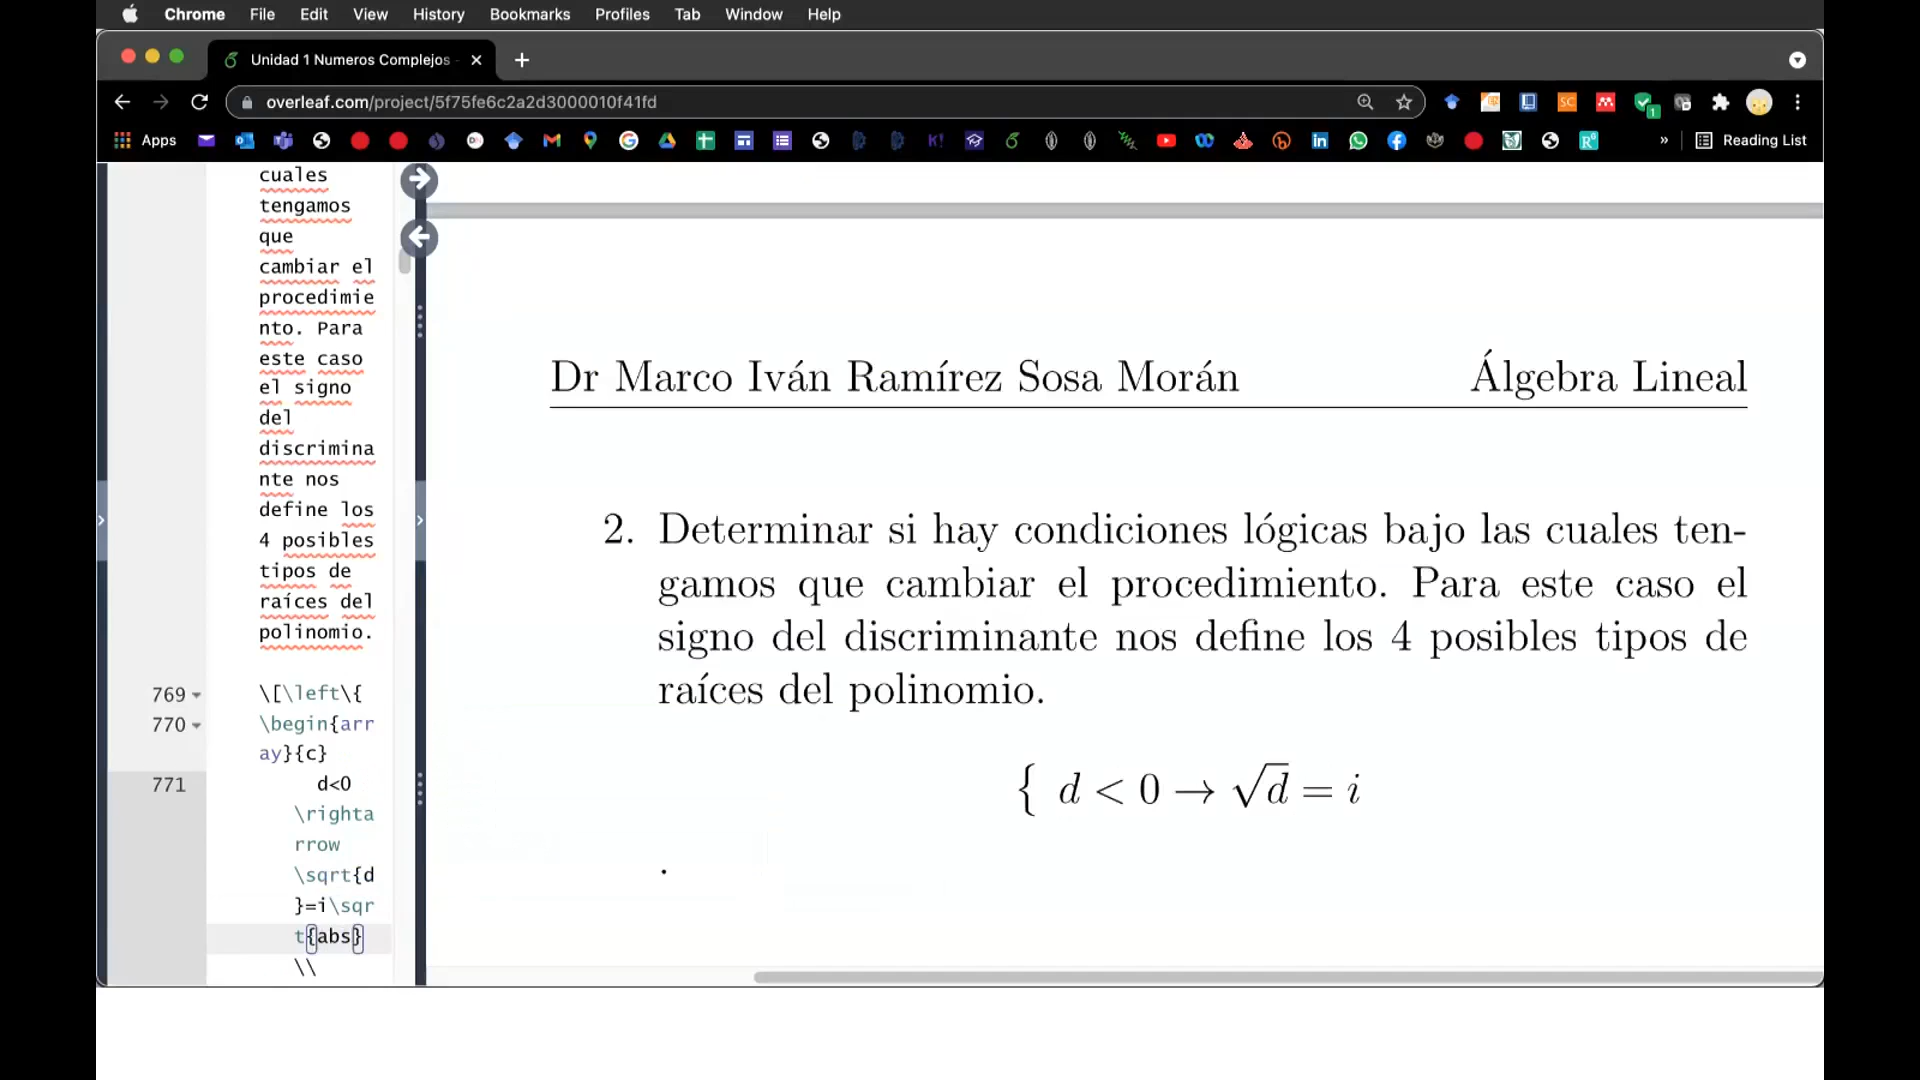 Chrome File Edit View History Bookmarks Profiles Tab Window Help
Unidad 1 Numeros Complejos -
overleaf.com/project/5f75fe6c2a2d3000010f41fd
Apps
Reading List
cuales
tengamos
que
cambiar el
procedimie
nto. Para
este caso
el signo
del
discrimina
nte nos
define los
4 posibles
tipos de
raíces del
polinomio.
769 \[\left\{
770 \begin{arr
ay}{c}
771 d<0
\righta
rrow
\sqrt{d
}=i\sqr
t{abs}
\\
Dr Marco Iván Ramírez Sosa Morán Álgebra Lineal
2. Determinar si hay condiciones lógicas bajo las cuales ten-
gamos que cambiar el procedimiento. Para este caso el
signo del discriminante nos define los 4 posibles tipos de
raíces del polinomio.
{ d < 0 → √d = i
.